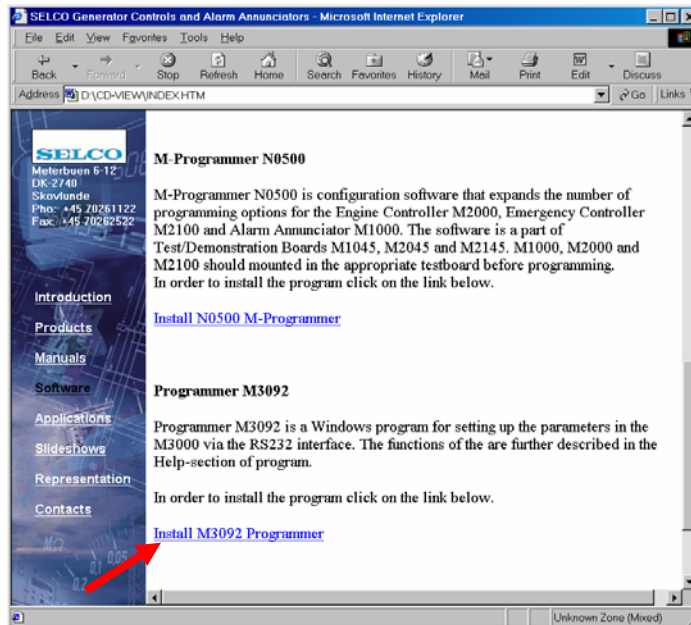 SELCO Generator Controls and Alarm Annunciators - Microsoft Internet Explorer
File Edit View Favorites Tools Help
Back Forward Stop Refresh Home Search Favorites History Mail Print Edit Discuss
Address D:\CD-VIEW\INDEX.HTM Go Links
SELCO
Meterbuen 6-12
DK-2740
Skovlunde
Pho: +45 70261122
Fax: +45 70262522
Introduction
Products
Manuals
Software
Applications
Slideshows
Representation
Contacts
M-Programmer N0500
M-Programmer N0500 is configuration software that expands the number of
programming options for the Engine Controller M2000, Emergency Controller
M2100 and Alarm Annunciator M1000. The software is a part of
Test/Demonstration Boards M1045, M2045 and M2145. M1000, M2000 and
M2100 should mounted in the appropriate testboard before programming.
In order to install the program click on the link below.
Install N0500 M-Programmer
Programmer M3092
Programmer M3092 is a Windows program for setting up the parameters in the
M3000 via the RS232 interface. The functions of the are further described in the
Help-section of program.
In order to install the program click on the link below.
Install M3092 Programmer
Unknown Zone (Mixed)